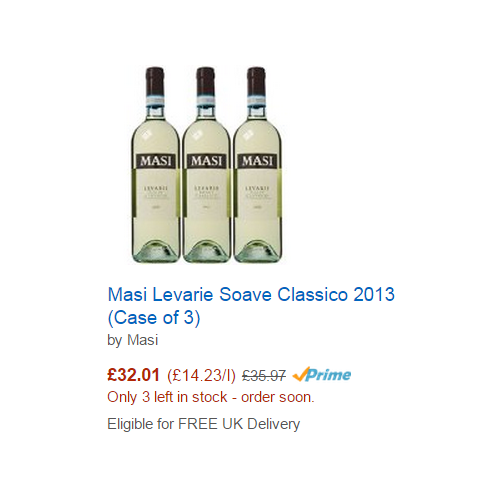 MASI MASI MASI
LEVARIE LEVARIE LEVARIE
Masi Levarie Soave Classico 2013
(Case of 3)
by Masi
£32.01 (£14.23/l) £35.97 Prime
Only 3 left in stock - order soon.
Eligible for FREE UK Delivery